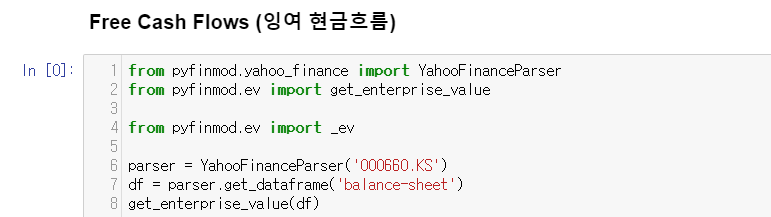 Free Cash Flows (잉여 현금흐름)
In [0]:
1 from pyfinmod.yahoo_finance import YahooFinanceParser
2 from pyfinmod.ev import get_enterprise_value
3
4 from pyfinmod.ev import _ev
5
6 parser = YahooFinanceParser('000660.KS')
7 df = parser.get_dataframe('balance-sheet')
8 get_enterprise_value(df)